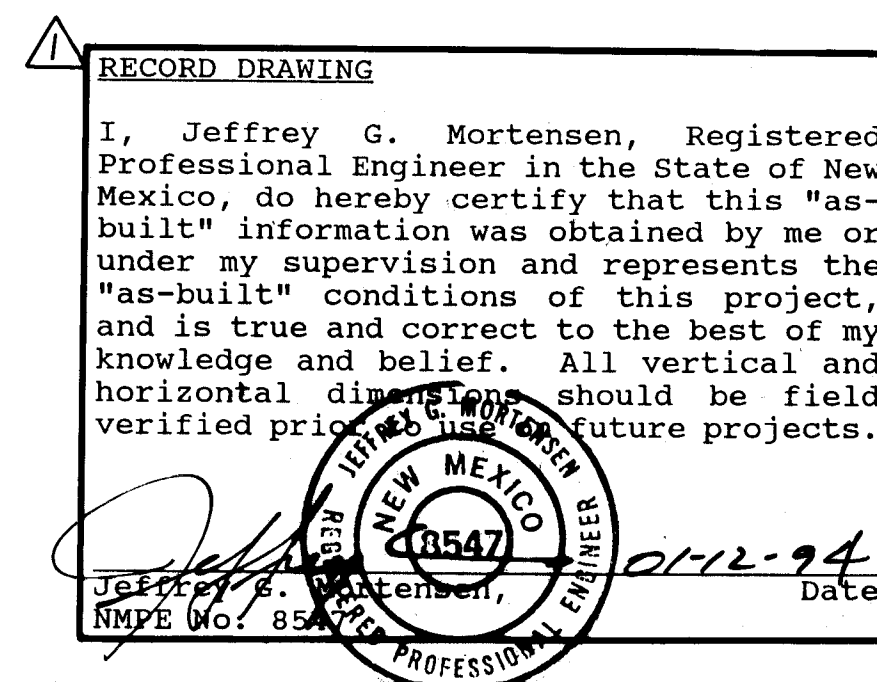 1
RECORD DRAWING
I, Jeffrey G. Mortensen, Registered
Professional Engineer in the State of New
Mexico, do hereby certify that this "as-
built" information was obtained by me or
under my supervision and represents the
"as-built" conditions of this project,
and is true and correct to the best of my
knowledge and belief. All vertical and
horizontal dimensions should be field
verified prior to use on future projects.
JEFFREY G. MORTENSEN
NEW MEXICO
8547
REGISTERED PROFESSIONAL ENGINEER
01-12-94
Jeffrey G. Mortensen, Date
NMPE No: 8547